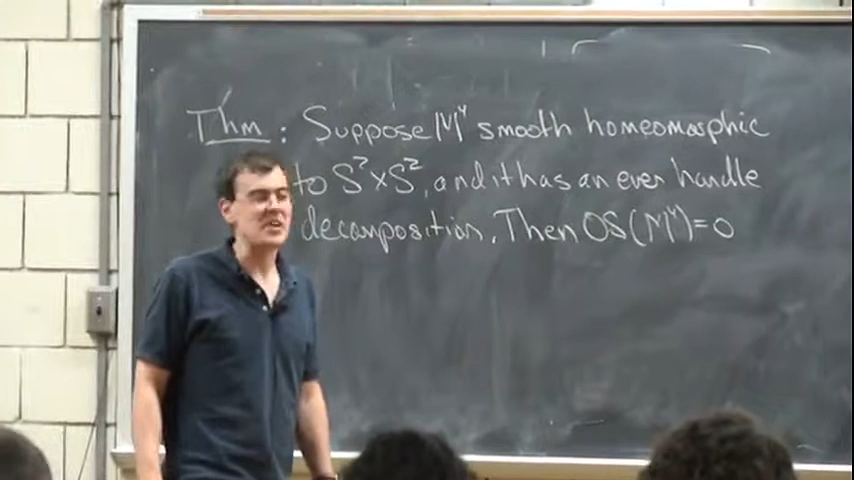 Thm: Suppose M⁴ smooth homeomorphic
to S²×S², and it has an even handle
decomposition. Then OS(M⁴)=0